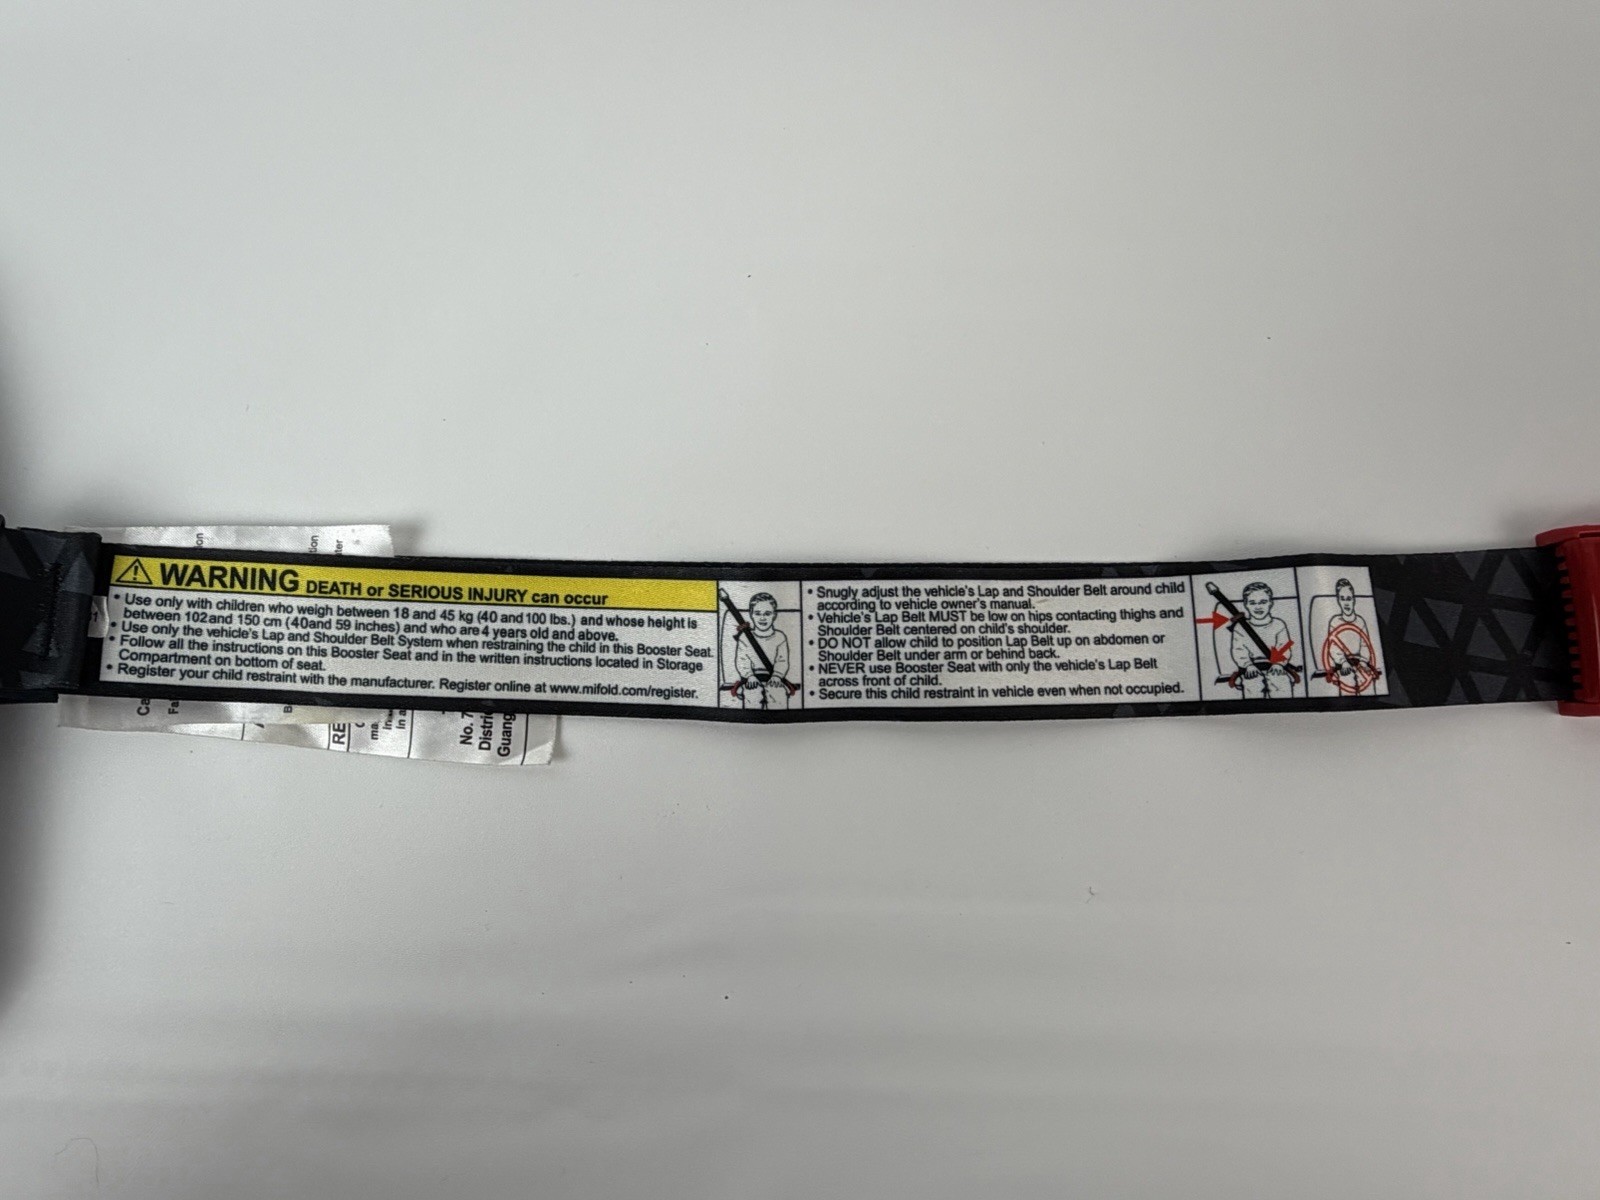 ⚠ WARNING DEATH or SERIOUS INJURY can occur
• Use only with children who weigh between 18 and 45 kg (40 and 100 lbs.) and whose height is
between 102and 150 cm (40and 59 inches) and who are 4 years old and above.
• Use only the vehicle's Lap and Shoulder Belt System when restraining the child in this Booster Seat.
• Follow all the instructions on this Booster Seat and in the written instructions located in Storage
Compartment on bottom of seat.
• Register your child restraint with the manufacturer. Register online at www.mifold.com/register.
• Snugly adjust the vehicle's Lap and Shoulder Belt around child
according to vehicle owner's manual.
• Vehicle's Lap Belt MUST be low on hips contacting thighs and
Shoulder Belt centered on child's shoulder.
• DO NOT allow child to position Lap Belt up on abdomen or
Shoulder Belt under arm or behind back.
• NEVER use Booster Seat with only the vehicle's Lap Belt
across front of child.
• Secure this child restraint in vehicle even when not occupied.
No. 7
Distri
Guang
RE